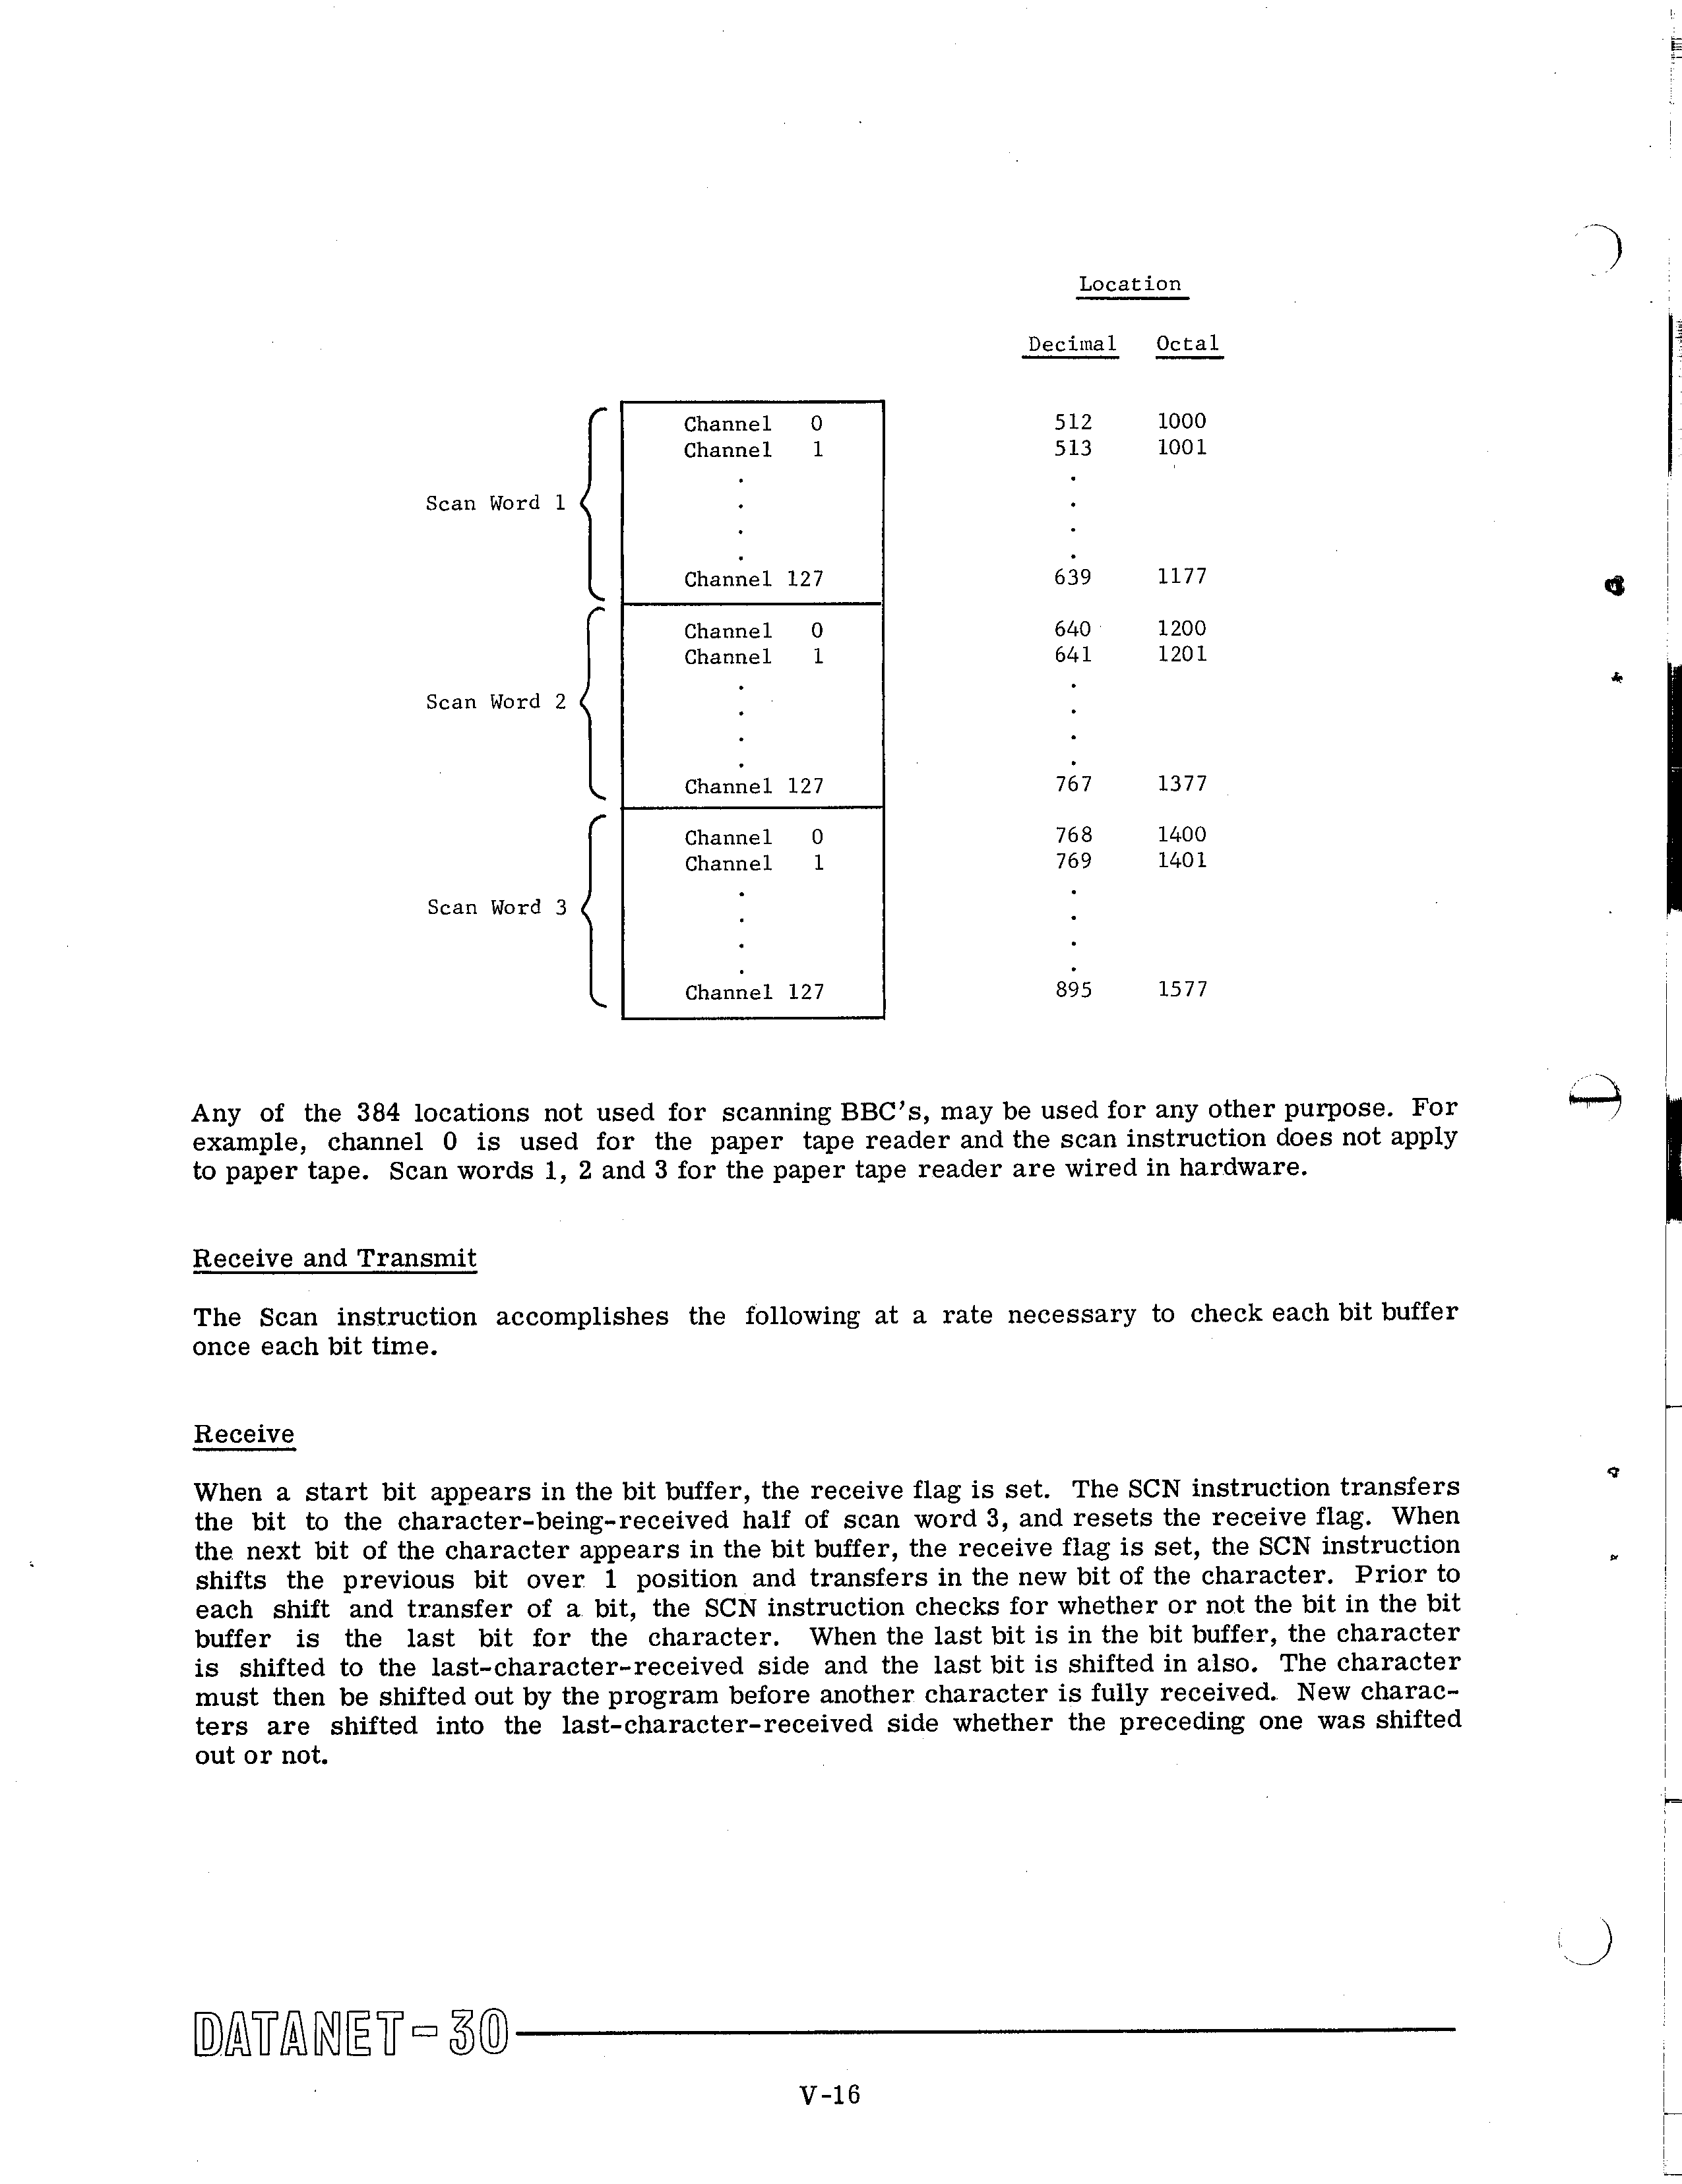 Location
Decimal Octal
Channel 0 512 1000
Channel 1 513 1001
. .
Scan Word 1 . .
. .
. .
Channel 127 639 1177
Channel 0 640 1200
Channel 1 641 1201
. .
Scan Word 2 . .
. .
. .
Channel 127 767 1377
Channel 0 768 1400
Channel 1 769 1401
. .
Scan Word 3 . .
. .
. .
Channel 127 895 1577
Any of the 384 locations not used for scanning BBC's, may be used for any other purpose. For
example, channel 0 is used for the paper tape reader and the scan instruction does not apply
to paper tape. Scan words 1, 2 and 3 for the paper tape reader are wired in hardware.
Receive and Transmit
The Scan instruction accomplishes the following at a rate necessary to check each bit buffer
once each bit time.
Receive
When a start bit appears in the bit buffer, the receive flag is set. The SCN instruction transfers
the bit to the character-being-received half of scan word 3, and resets the receive flag. When
the next bit of the character appears in the bit buffer, the receive flag is set, the SCN instruction
shifts the previous bit over 1 position and transfers in the new bit of the character. Prior to
each shift and transfer of a bit, the SCN instruction checks for whether or not the bit in the bit
buffer is the last bit for the character. When the last bit is in the bit buffer, the character
is shifted to the last-character-received side and the last bit is shifted in also. The character
must then be shifted out by the program before another character is fully received. New charac-
ters are shifted into the last-character-received side whether the preceding one was shifted
out or not.
DATANET-30
V-16